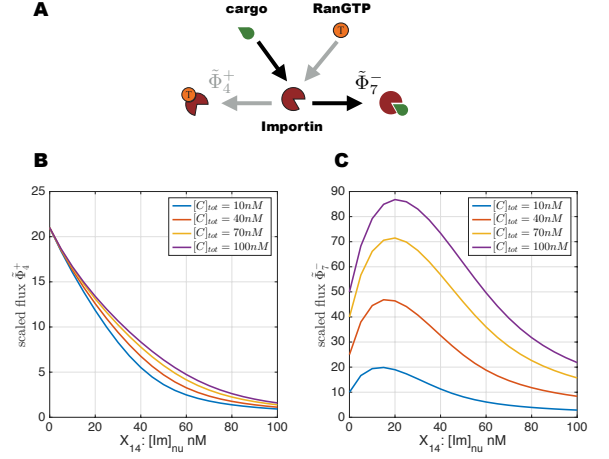 A
cargo
RanGTP
T
T
Φ̃₄⁺
Φ̃₇⁻
Importin
B
C
25
20
15
10
5
0
scaled flux Φ̃₄⁺
[C]tot = 10nM
[C]tot = 40nM
[C]tot = 70nM
[C]tot = 100nM
0 20 40 60 80 100
X₁₄: [Im]nu nM
90
80
70
60
50
40
30
20
10
0
scaled flux Φ̃₇⁻
[C]tot = 10nM
[C]tot = 40nM
[C]tot = 70nM
[C]tot = 100nM
0 20 40 60 80 100
X₁₄: [Im]nu nM